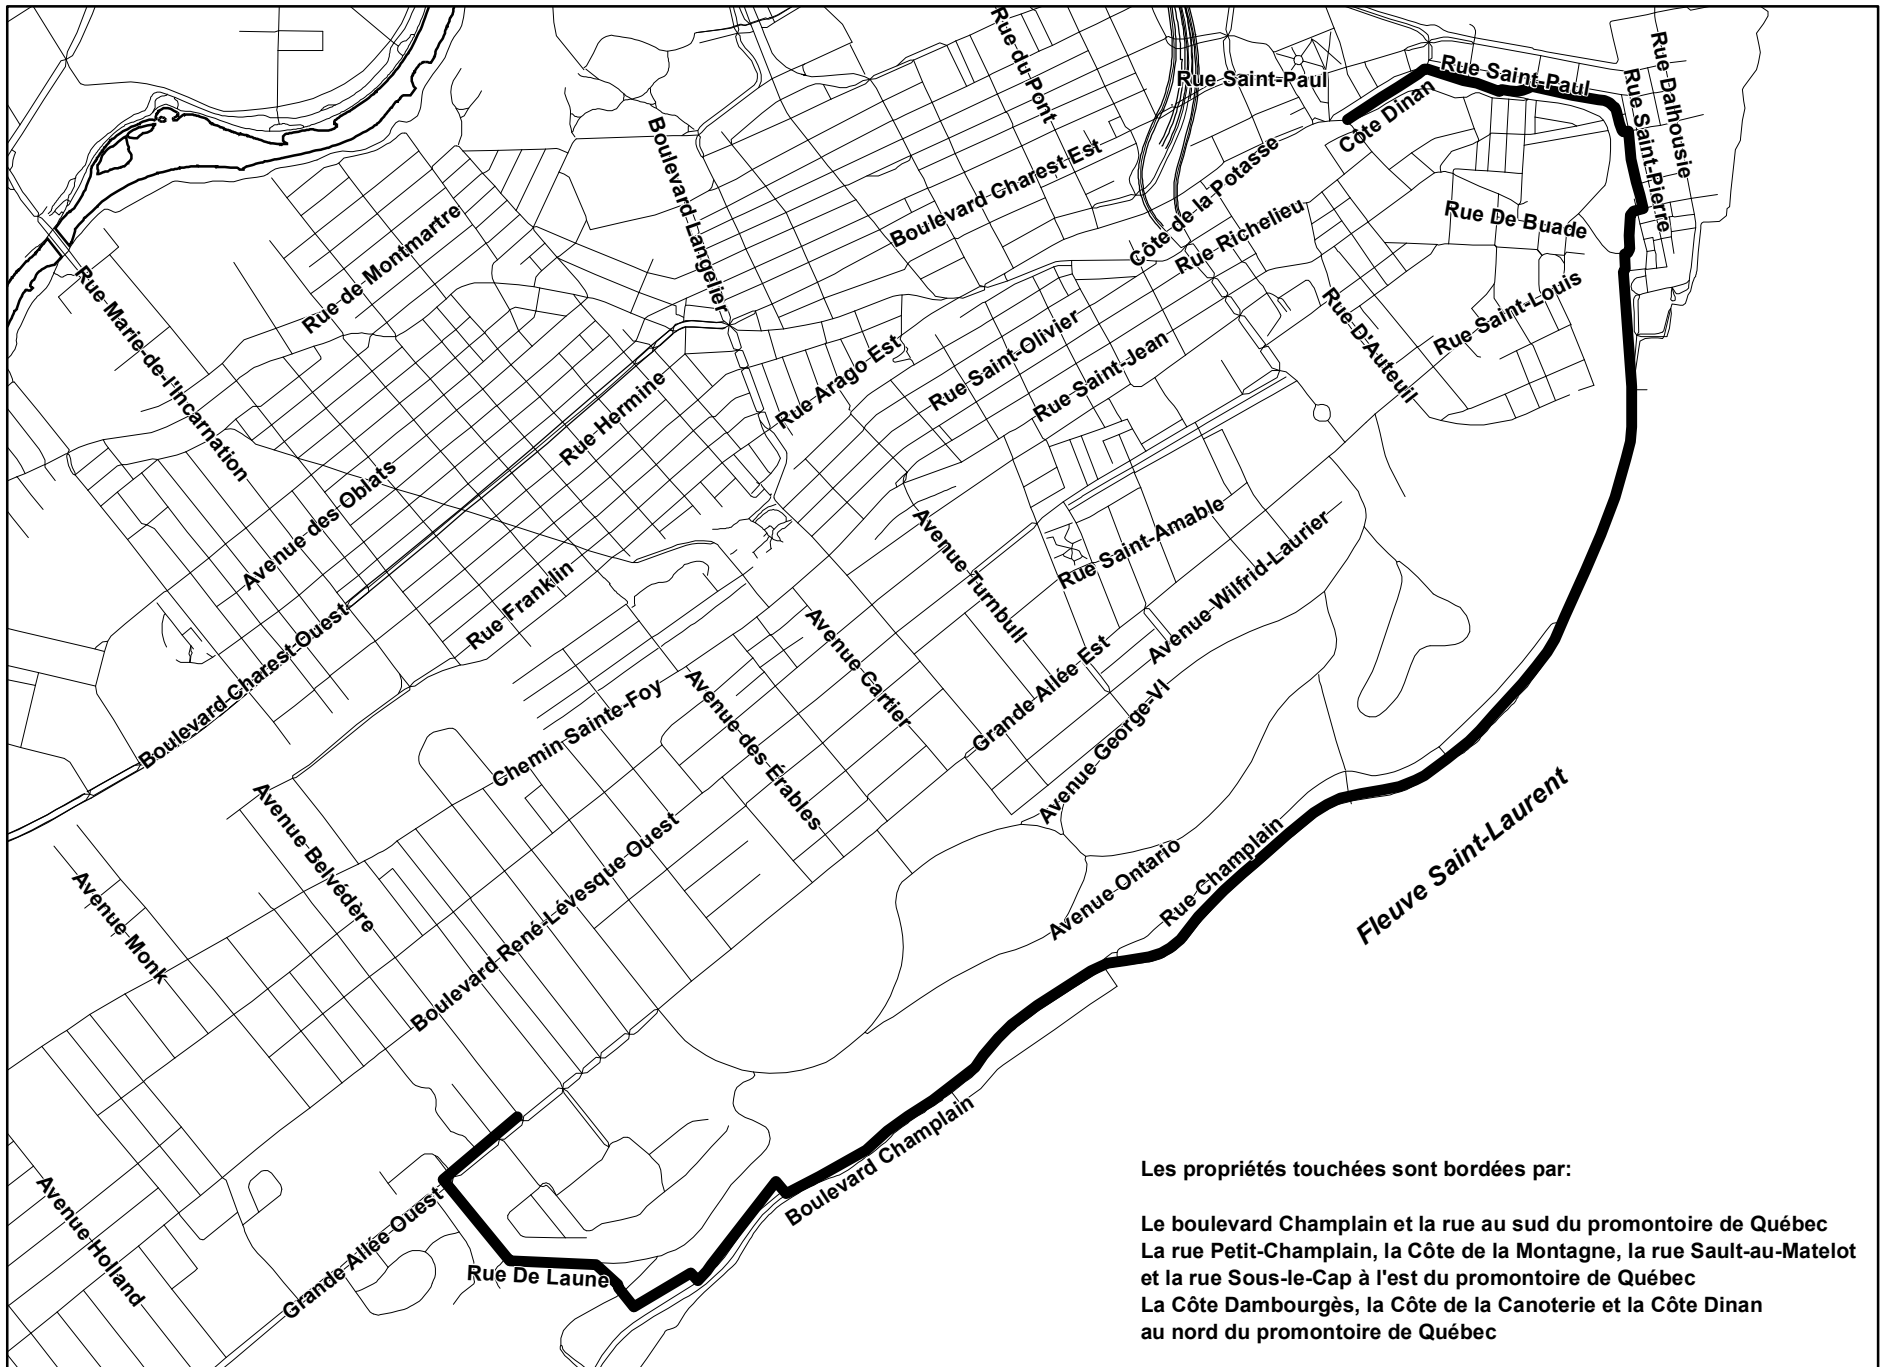 Rue du Pont
Rue Saint-Paul
Rue Saint-Paul
Rue Dalhousie
Rue Saint-Pierre
Côte Dinan
Boulevard Langelier
Boulevard Charest Est
Côte de la Potasse
Rue Richelieu
Rue De Buade
Rue Marie-de-l'Incarnation
Rue de Montmartre
Rue Saint-Louis
Rue D'Auteuil
Rue Arago Est
Rue Saint-Olivier
Rue Saint-Jean
Rue Hermine
Avenue des Oblats
Avenue Turnbull
Rue Saint-Amable
Avenue Wilfrid-Laurier
Boulevard Charest Ouest
Rue Franklin
Avenue Cartier
Grande Allée Est
Avenue George-VI
Chemin Sainte-Foy
Avenue des Érables
Avenue Belvédère
Avenue Monk
Boulevard René-Lévesque Ouest
Avenue Ontario
Rue Champlain
Fleuve Saint-Laurent
Boulevard Champlain
Avenue Holland
Grande Allée Ouest
Rue De Laune
Les propriétés touchées sont bordées par:
Le boulevard Champlain et la rue au sud du promontoire de Québec
La rue Petit-Champlain, la Côte de la Montagne, la rue Sault-au-Matelot
et la rue Sous-le-Cap à l'est du promontoire de Québec
La Côte Dambourgès, la Côte de la Canoterie et la Côte Dinan
au nord du promontoire de Québec